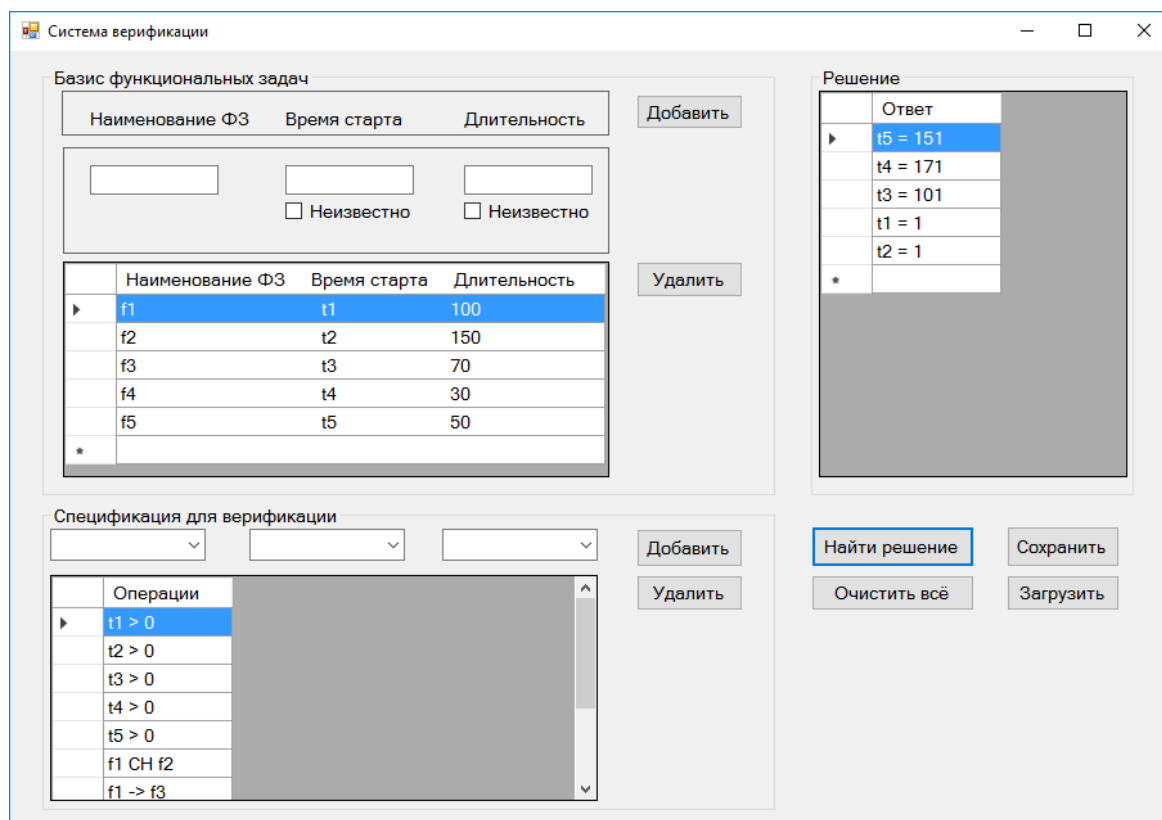 Система верификации
Базис функциональных задач
Наименование ФЗ Время старта Длительность
Добавить
Неизвестно Неизвестно
Наименование ФЗ Время старта Длительность
f1 t1 100
f2 t2 150
f3 t3 70
f4 t4 30
f5 t5 50
*
Удалить
Решение
Ответ
t5 = 151
t4 = 171
t3 = 101
t1 = 1
t2 = 1
*
Спецификация для верификации
Добавить
Удалить
Операции
t1 > 0
t2 > 0
t3 > 0
t4 > 0
t5 > 0
f1 CH f2
f1 -> f3
Найти решение Сохранить
Очистить всё Загрузить